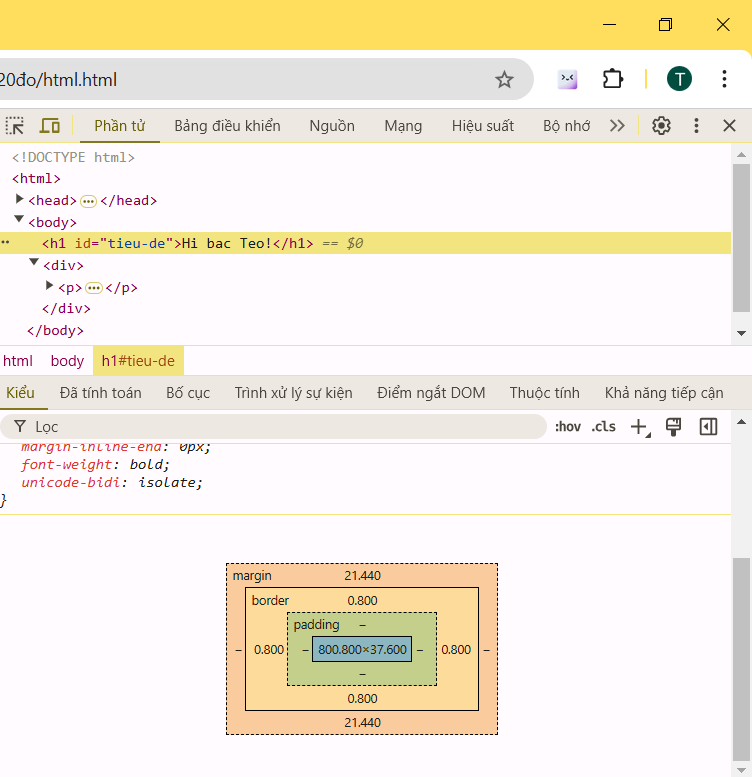 20đo/html.html
T
Phần tử Bảng điều khiển Nguồn Mạng Hiệu suất Bộ nhớ
<!DOCTYPE html>
<html>
<head> ••• </head>
<body>
<h1 id="tieu-de">Hi bac Teo!</h1> == $0
<div>
<p> ••• </p>
</div>
</body>
html body h1#tieu-de
Kiểu Đã tính toán Bố cục Trình xử lý sự kiện Điểm ngắt DOM Thuộc tính Khả năng tiếp cận
Lọc :hov .cls
margin-inline-end: 0px;
font-weight: bold;
unicode-bidi: isolate;
}
margin 21.440
border 0.800
padding –
– 0.800 – 800.800×37.600 – 0.800 –
–
0.800
21.440